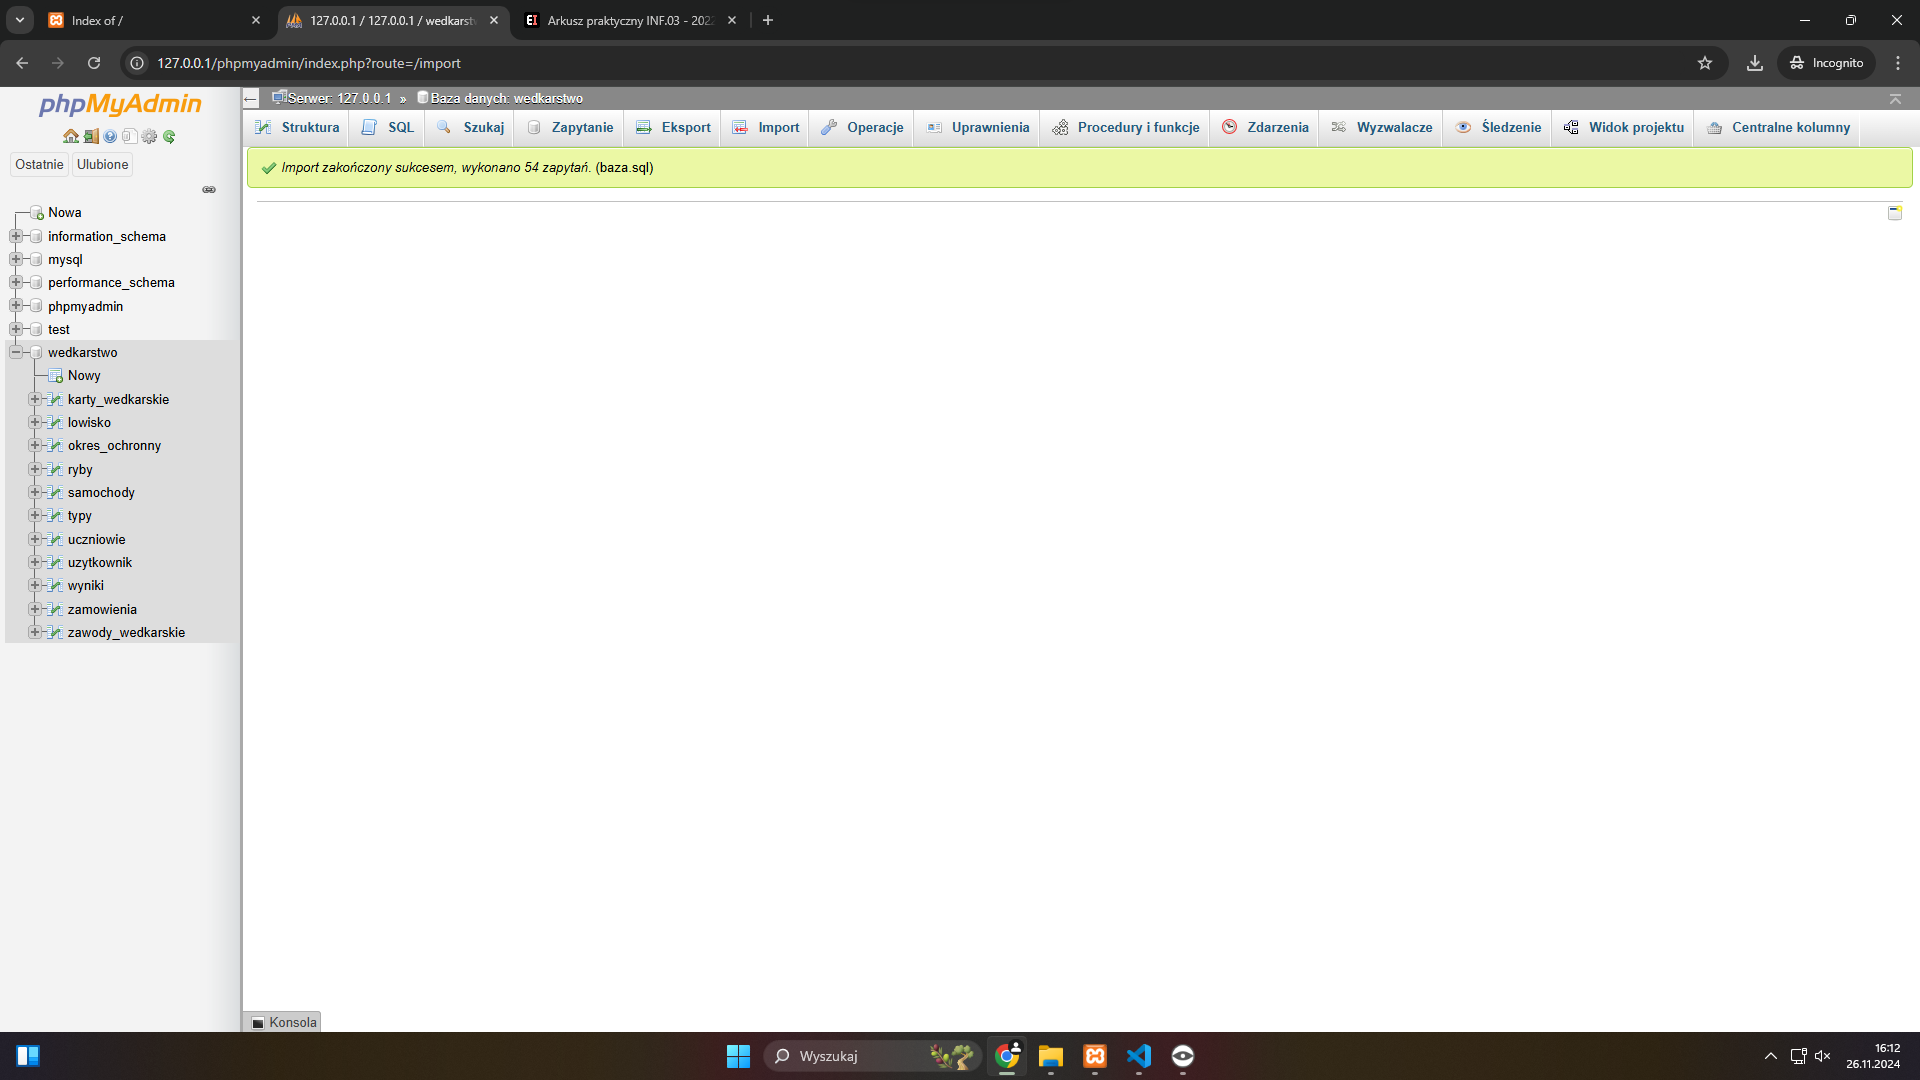 Index of /
127.0.0.1 / 127.0.0.1 / wedkarstw
Arkusz praktyczny INF.03 - 2022
127.0.0.1/phpmyadmin/index.php?route=/import
Incognito
phpMyAdmin
Ostatnie
Ulubione
Nowa
information_schema
mysql
performance_schema
phpmyadmin
test
wedkarstwo
Nowy
karty_wedkarskie
lowisko
okres_ochronny
ryby
samochody
typy
uczniowie
uzytkownik
wyniki
zamowienia
zawody_wedkarskie
Serwer: 127.0.0.1 » Baza danych: wedkarstwo
Struktura SQL Szukaj Zapytanie Eksport Import Operacje Uprawnienia Procedury i funkcje Zdarzenia Wyzwalacze Śledzenie Widok projektu Centralne kolumny
Import zakończony sukcesem, wykonano 54 zapytań. (baza.sql)
Konsola
Wyszukaj
16:12
26.11.2024